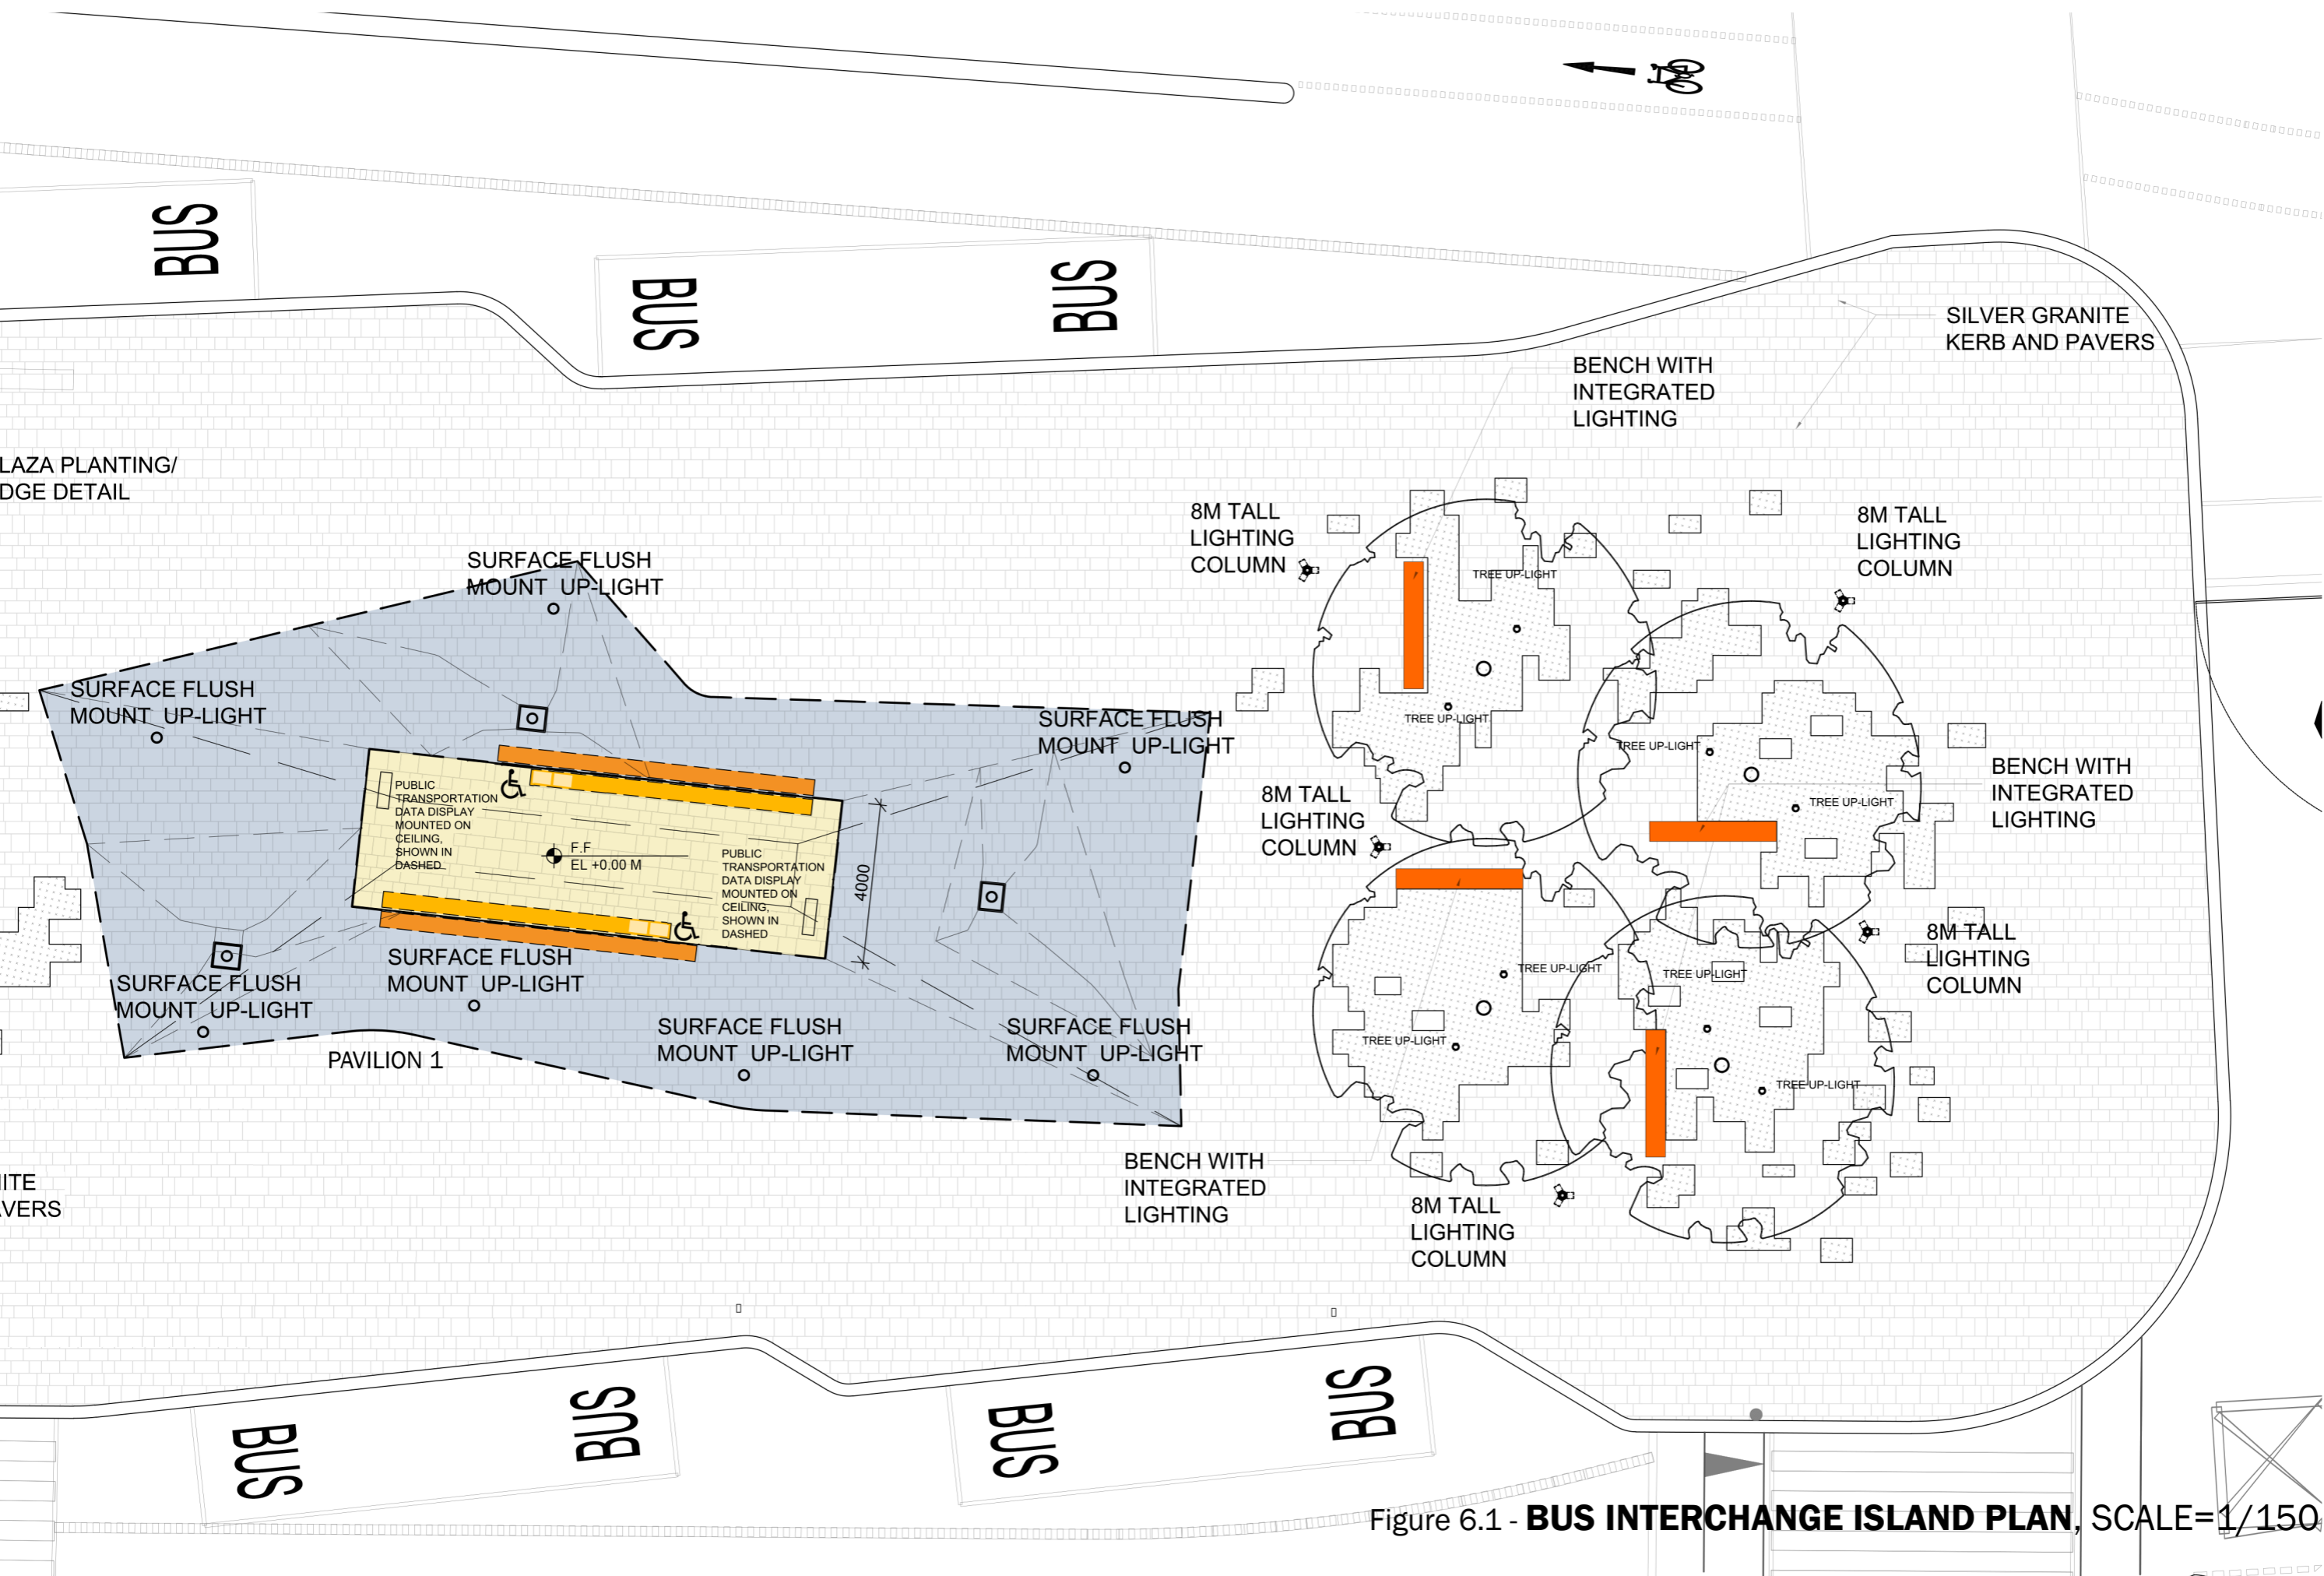 BUS
BUS
BUS
SILVER GRANITE
KERB AND PAVERS
BENCH WITH
INTEGRATED
LIGHTING
LAZA PLANTING/
DGE DETAIL
8M TALL
LIGHTING
COLUMN
8M TALL
LIGHTING
COLUMN
SURFACE FLUSH
MOUNT UP-LIGHT
TREE UP-LIGHT
SURFACE FLUSH
MOUNT UP-LIGHT
SURFACE FLUSH
MOUNT UP-LIGHT
TREE UP-LIGHT
TREE UP-LIGHT
BENCH WITH
INTEGRATED
LIGHTING
PUBLIC
TRANSPORTATION
DATA DISPLAY
MOUNTED ON
CEILING,
SHOWN IN
DASHED
8M TALL
LIGHTING
COLUMN
TREE UP-LIGHT
F.F
EL +0.00 M
PUBLIC
TRANSPORTATION
DATA DISPLAY
MOUNTED ON
CEILING,
SHOWN IN
DASHED
4000
8M TALL
LIGHTING
COLUMN
SURFACE FLUSH
MOUNT UP-LIGHT
SURFACE FLUSH
MOUNT UP-LIGHT
TREE UP-LIGHT
TREE UP-LIGHT
SURFACE FLUSH
MOUNT UP-LIGHT
SURFACE FLUSH
MOUNT UP-LIGHT
TREE UP-LIGHT
PAVILION 1
TREE UP-LIGHT
BENCH WITH
INTEGRATED
LIGHTING
ITE
VERS
8M TALL
LIGHTING
COLUMN
BUS
BUS
BUS
BUS
Figure 6.1 - BUS INTERCHANGE ISLAND PLAN, SCALE=1/150